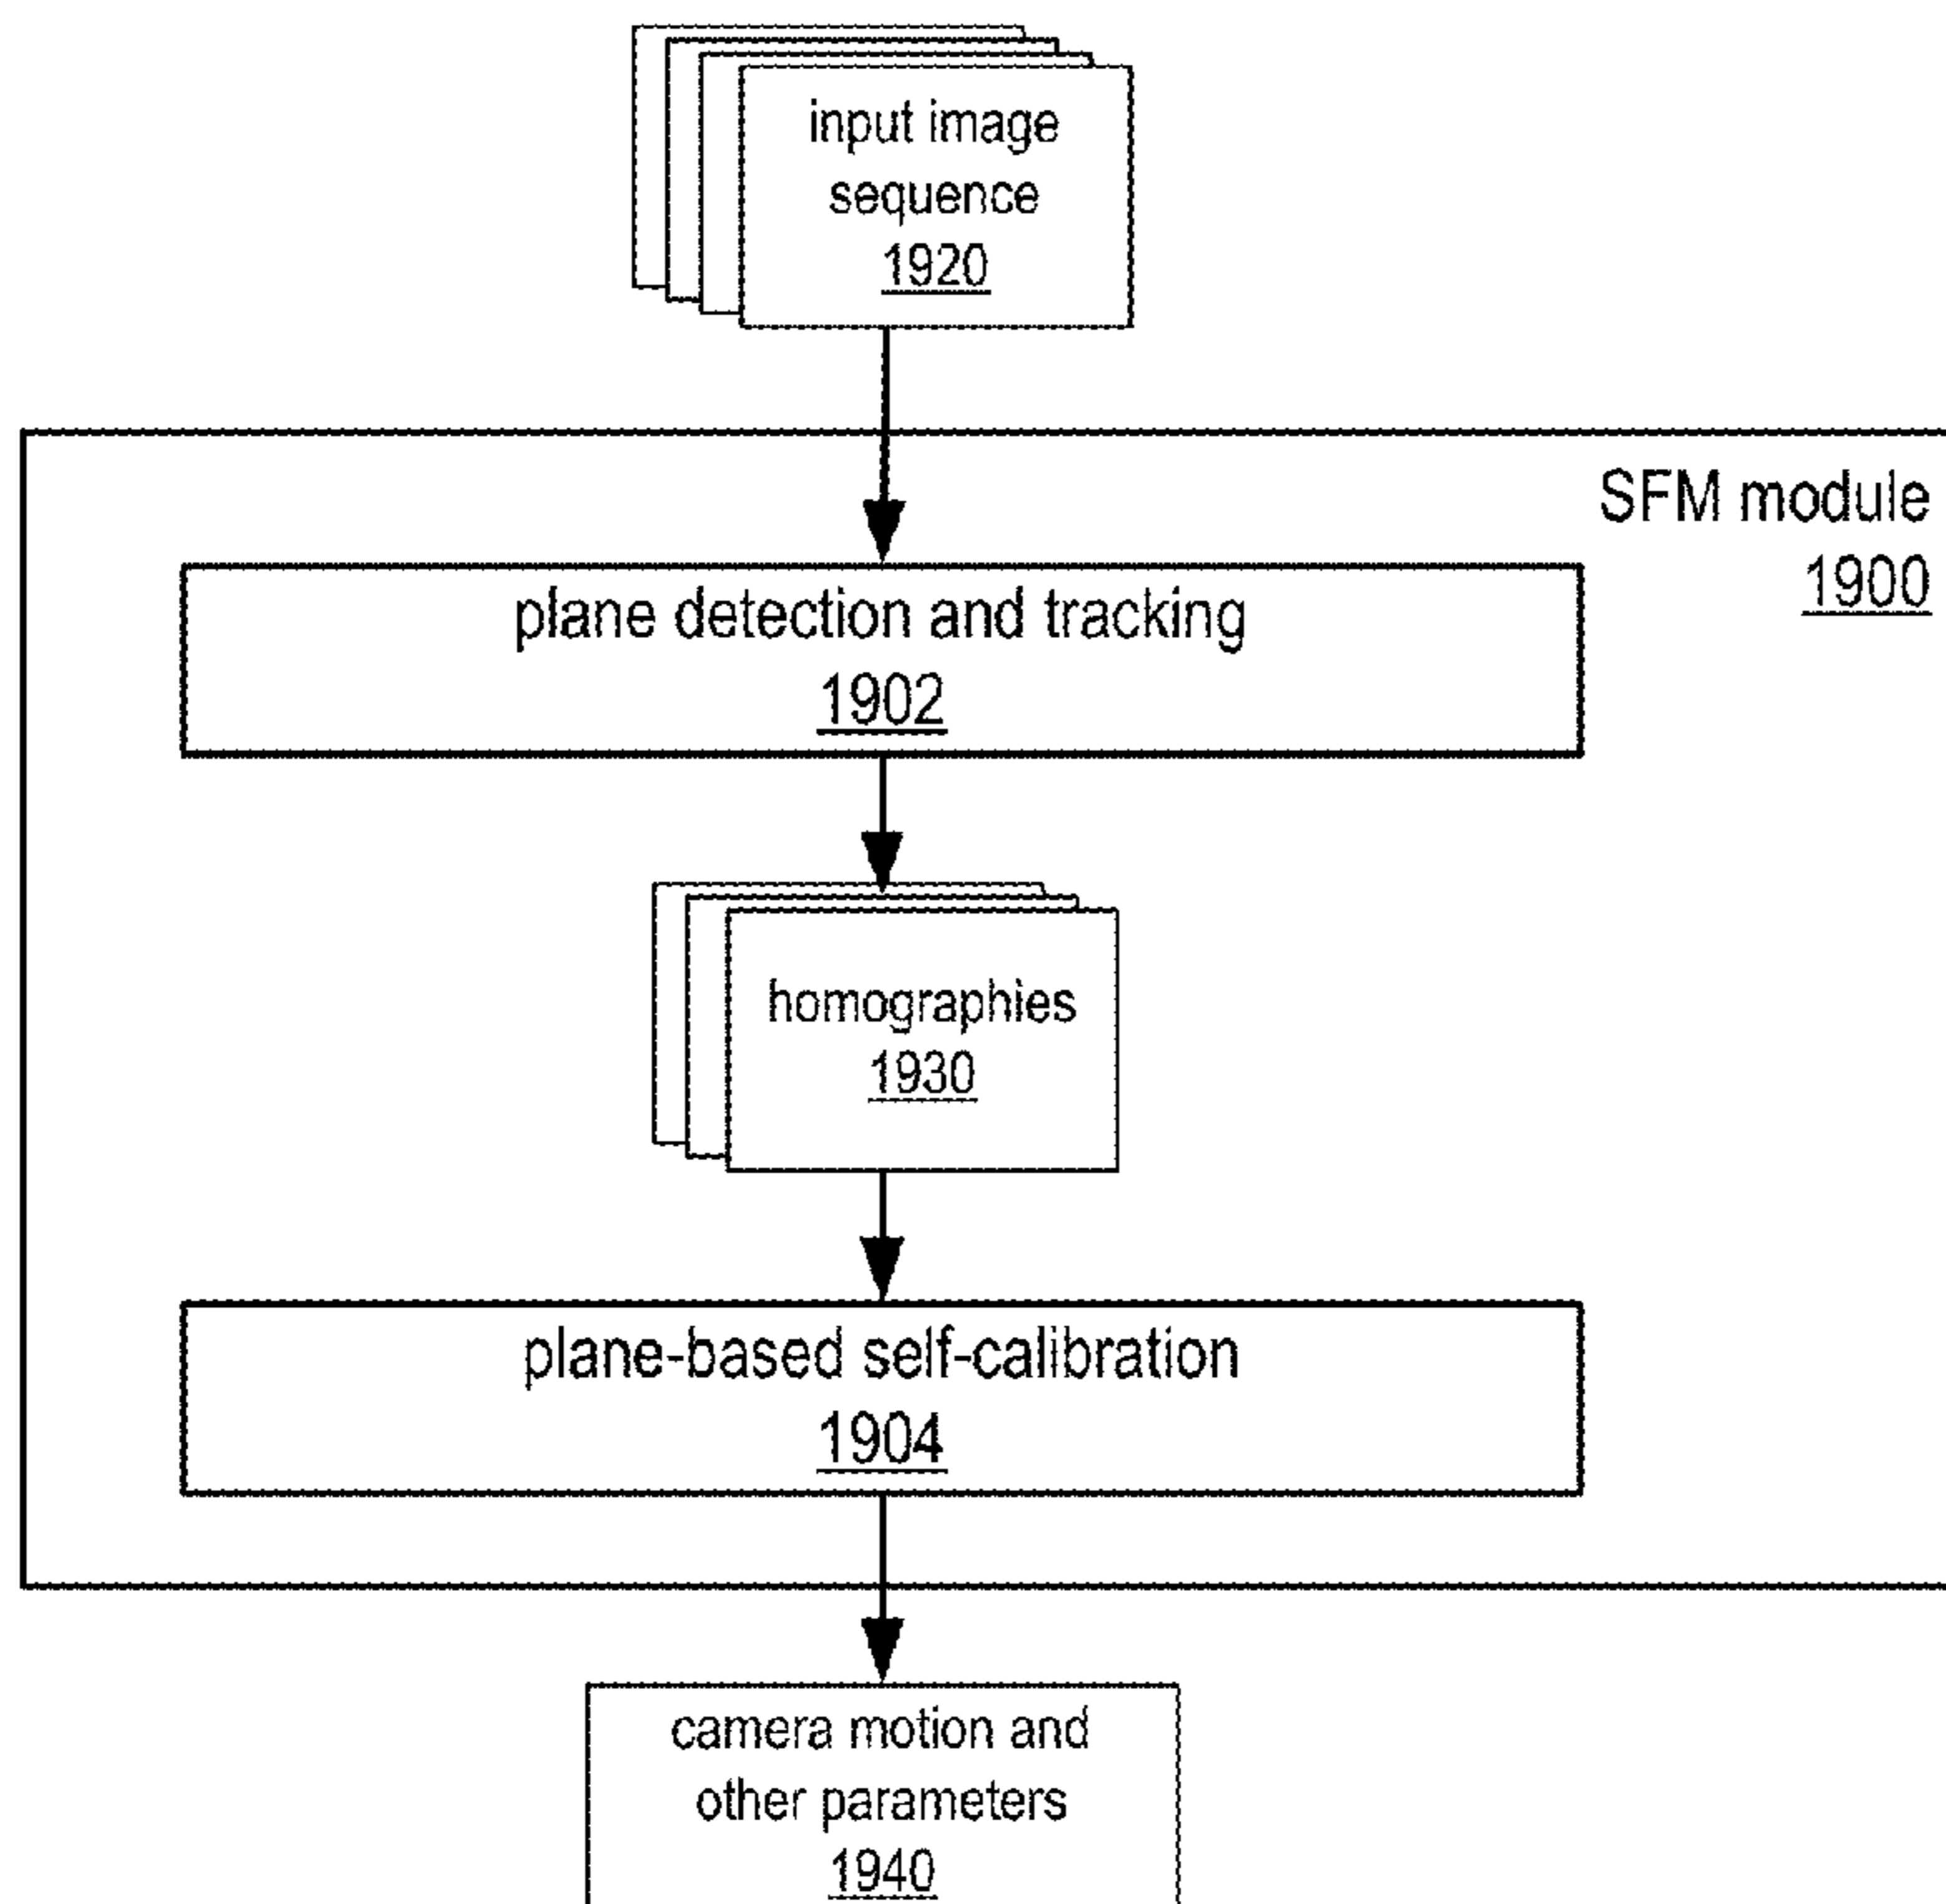 input image
sequence
1920
SFM module
1900
plane detection and tracking
1902
homographies
1930
plane-based self-calibration
1904
camera motion and
other parameters
1940